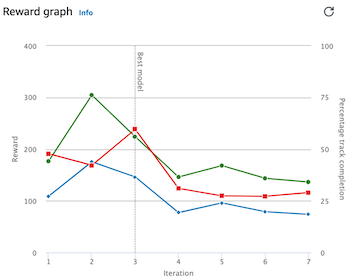 Reward graph Info
400 100
300 75
Best model
Reward
200 50
Percentage track completion
100 25
0 0
1 2 3 4 5 6 7
Iteration